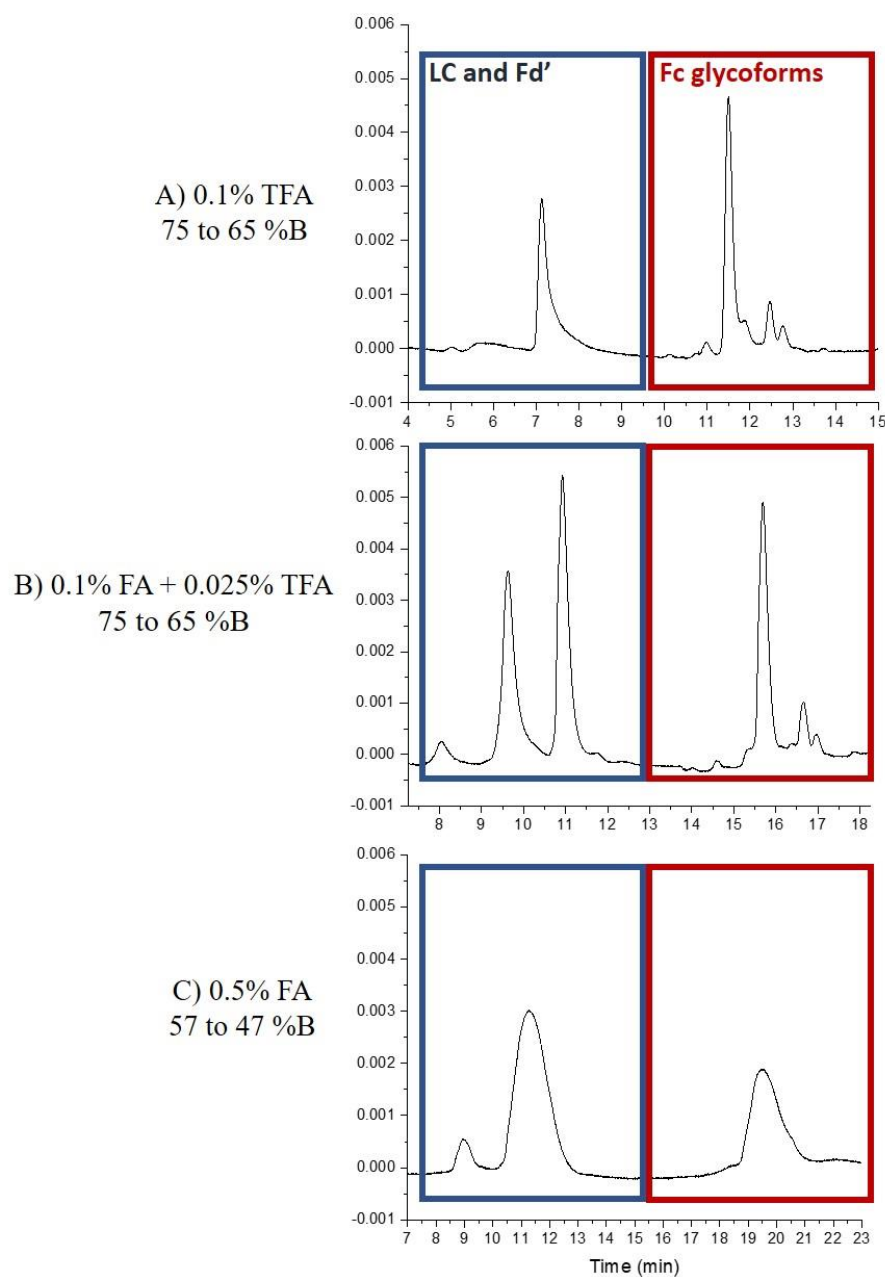 LC and Fd’
Fc glycoforms
A) 0.1% TFA
75 to 65 %B
0.006
0.005
0.004
0.003
0.002
0.001
0.000
-0.001
4 5 6 7 8 9 10 11 12 13 14 15
B) 0.1% FA + 0.025% TFA
75 to 65 %B
0.006
0.005
0.004
0.003
0.002
0.001
0.000
-0.001
8 9 10 11 12 13 14 15 16 17 18
C) 0.5% FA
57 to 47 %B
0.006
0.005
0.004
0.003
0.002
0.001
0.000
-0.001
7 8 9 10 11 12 13 14 15 16 17 18 19 20 21 22 23
Time (min)